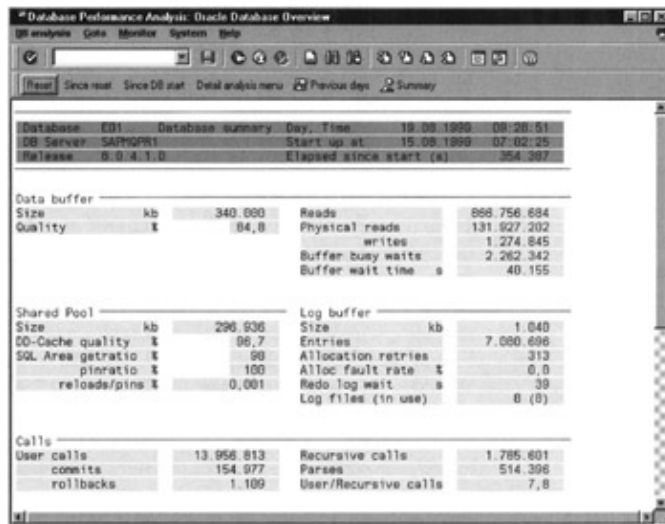 Database Performance Analysis: Oracle Database Overview
DB analysis Goto Monitor System Help
Reset Since reset Since DB start Detail analysis menu Previous days Summary
Database E01 Database summary Day, Time 19.08.1999 09:28:51
DB Server SAPMQPR1 Start up at 15.08.1999 07:02:25
Release 8.0.4.1.0 Elapsed since start (s) 354.387
Data buffer
Size kb 340.000 Reads 866.756.684
Quality % 84,8 Physical reads 131.927.202
writes 1.274.845
Buffer busy waits 2.262.342
Buffer wait time s 40.155
Shared Pool Log buffer
Size kb 296.936 Size kb 1.040
DD-Cache quality % 96,7 Entries 7.080.696
SQL Area getratio % 98 Allocation retries 313
pinratio % 100 Alloc fault rate % 0,0
reloads/pins % 0,001 Redo log wait s 39
Log files (in use) 8 (8)
Calls
User calls 13.956.813 Recursive calls 1.785.601
commits 154.977 Parses 514.396
rollbacks 1.109 User/Recursive calls 7,8